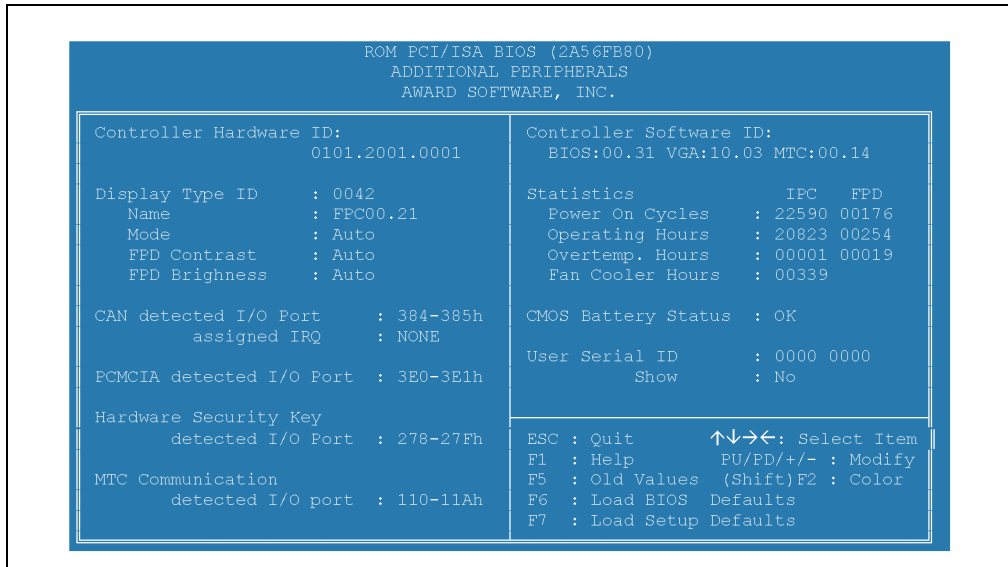 ROM PCI/ISA BIOS (2A56FB80)
ADDITIONAL PERIPHERALS
AWARD SOFTWARE, INC.
Controller Hardware ID:
0101.2001.0001
Display Type ID : 0042
Name : FPC00.21
Mode : Auto
FPD Contrast : Auto
FPD Brighness : Auto
CAN detected I/O Port : 384-385h
assigned IRQ : NONE
PCMCIA detected I/O Port : 3E0-3E1h
Hardware Security Key
detected I/O Port : 278-27Fh
MTC Communication
detected I/O port : 110-11Ah
Controller Software ID:
BIOS:00.31 VGA:10.03 MTC:00.14
Statistics IPC FPD
Power On Cycles : 22590 00176
Operating Hours : 20823 00254
Overtemp. Hours : 00001 00019
Fan Cooler Hours : 00339
CMOS Battery Status : OK
User Serial ID : 0000 0000
Show : No
ESC : Quit ↑↓→←: Select Item
F1 : Help PU/PD/+/- : Modify
F5 : Old Values (Shift)F2 : Color
F6 : Load BIOS Defaults
F7 : Load Setup Defaults